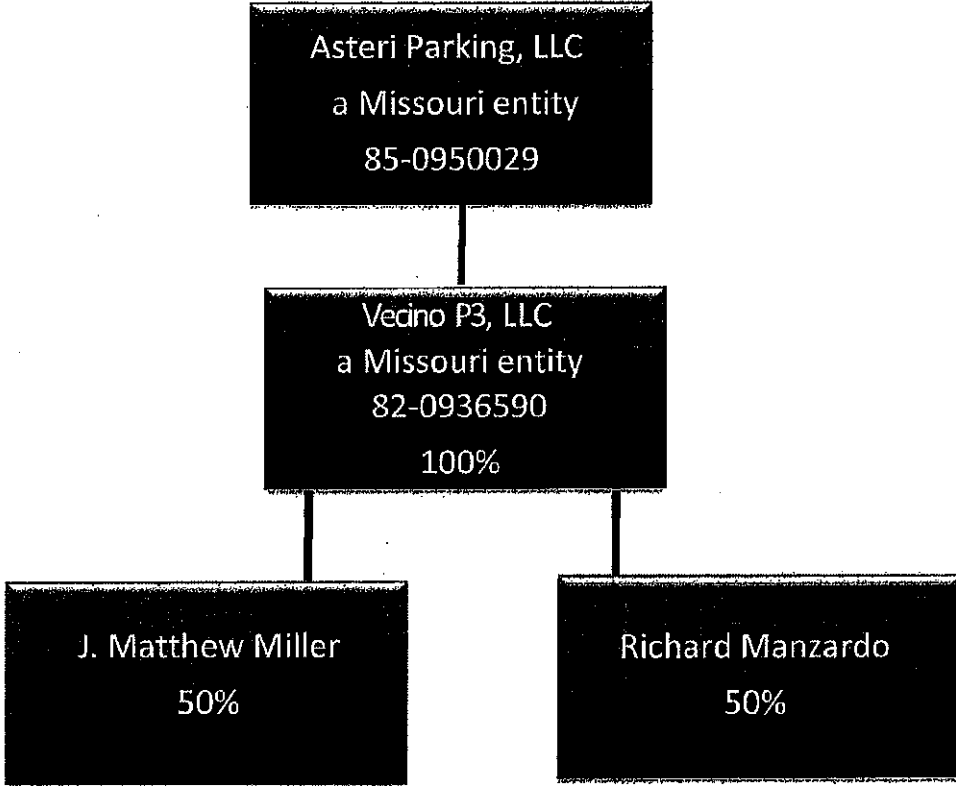 Asteri Parking, LLC
a Missouri entity
85-0950029
Vecino P3, LLC
a Missouri entity
82-0936590
100%
J. Matthew Miller
50%
Richard Manzardo
50%